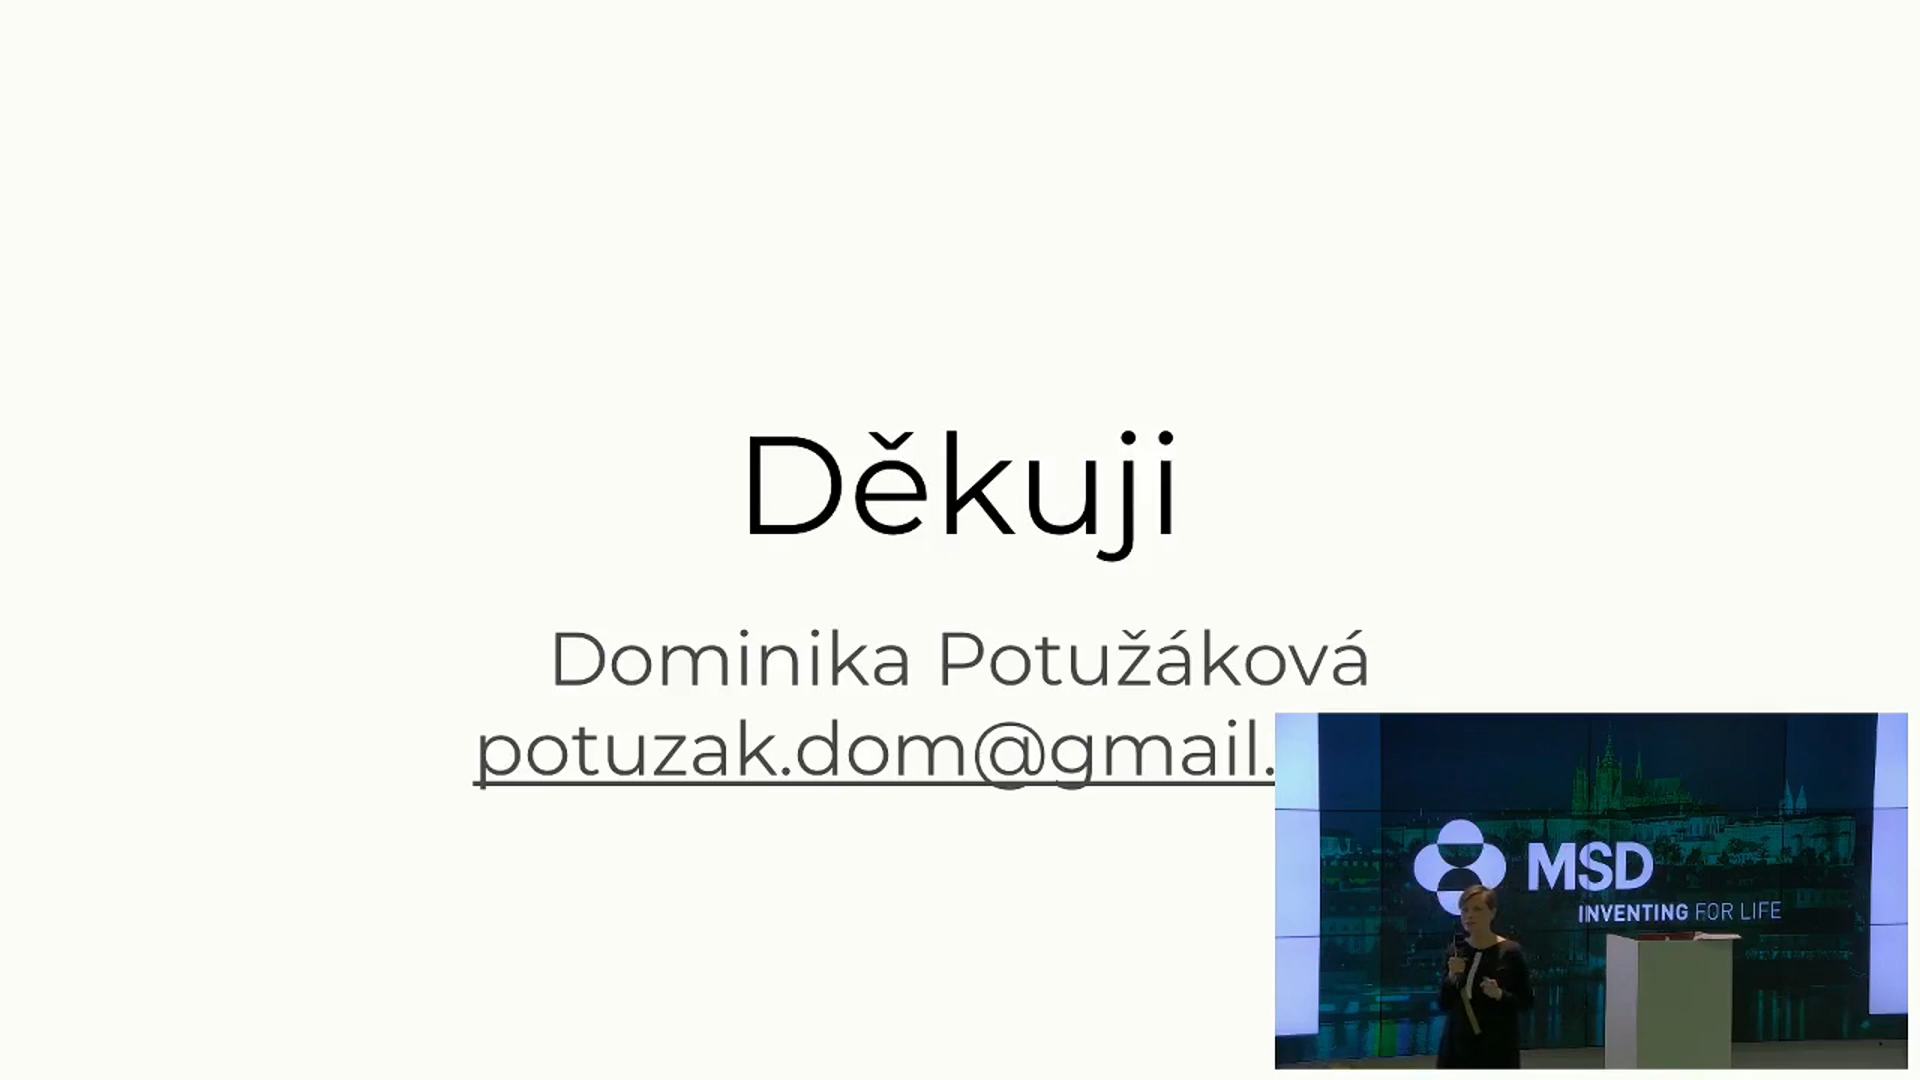 Děkuji
Dominika Potužáková
potuzak.dom@gmail.
MSD
INVENTING FOR LIFE